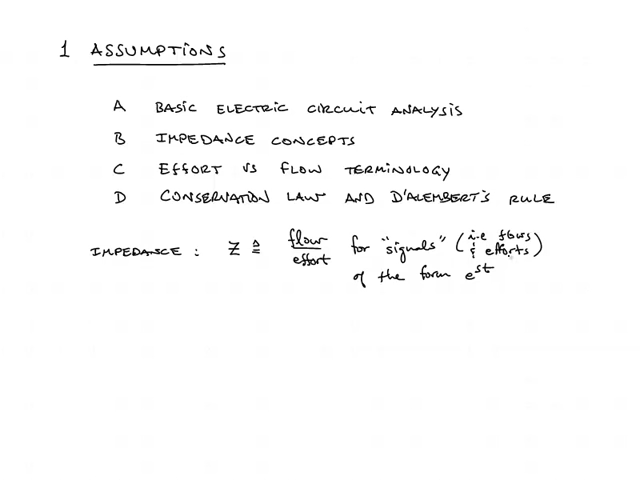 1 ASSUMPTIONS
A BASIC ELECTRIC CIRCUIT ANALYSIS
B IMPEDANCE CONCEPTS
C EFFORT VS FLOW TERMINOLOGY
D CONSERVATION LAW AND D'ALEMBERT'S RULE
IMPEDANCE : Z ≜ flow/effort for "signals" (i.e flows & efforts)
of the form e^st